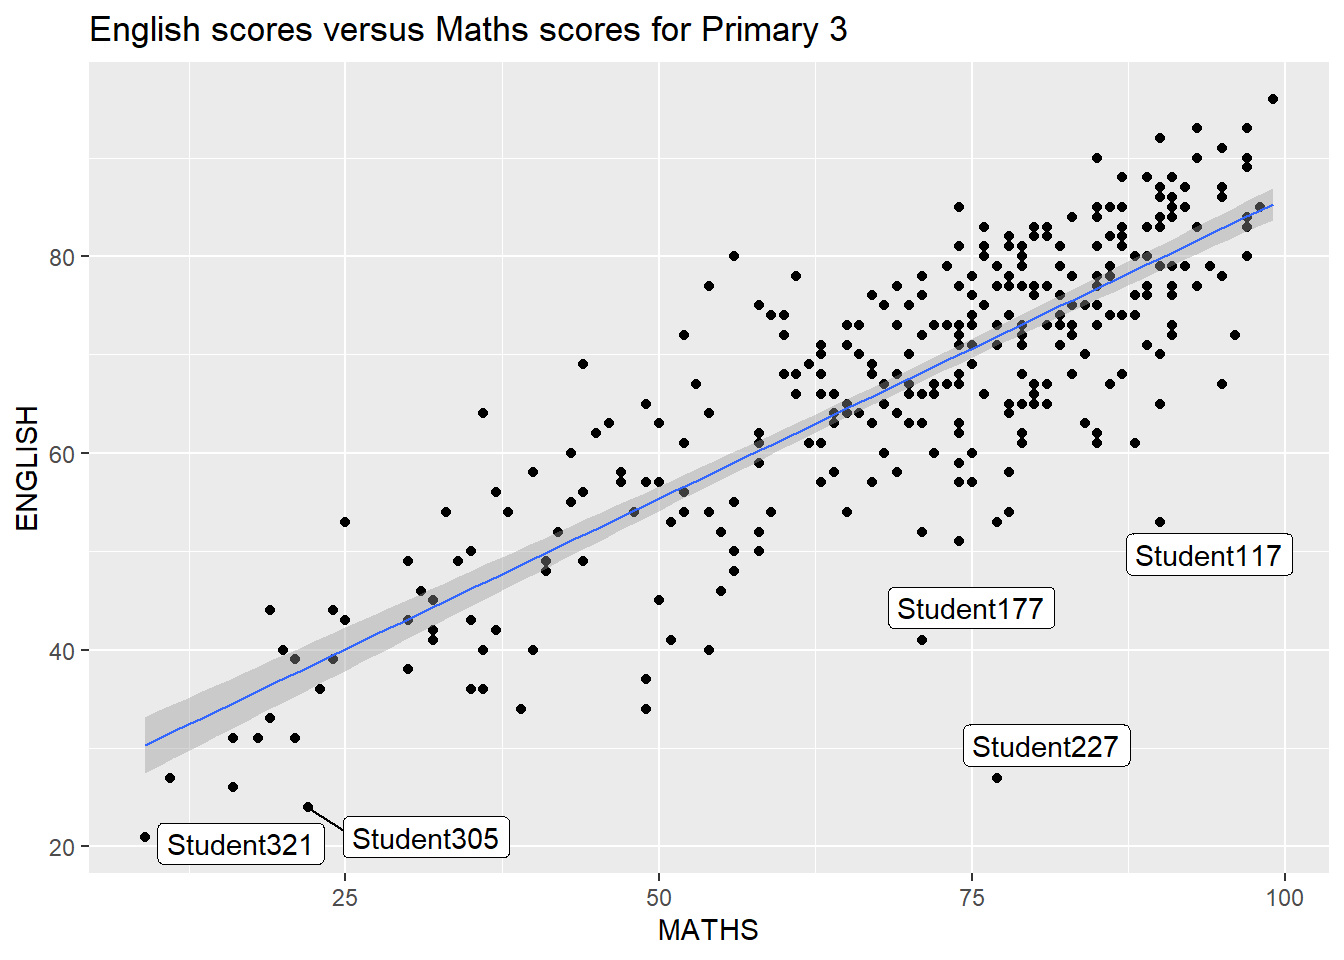 English scores versus Maths scores for Primary 3
ENGLISH
80
60
40
20
Student117
Student177
Student227
Student305
Student321
25
50
75
100
MATHS